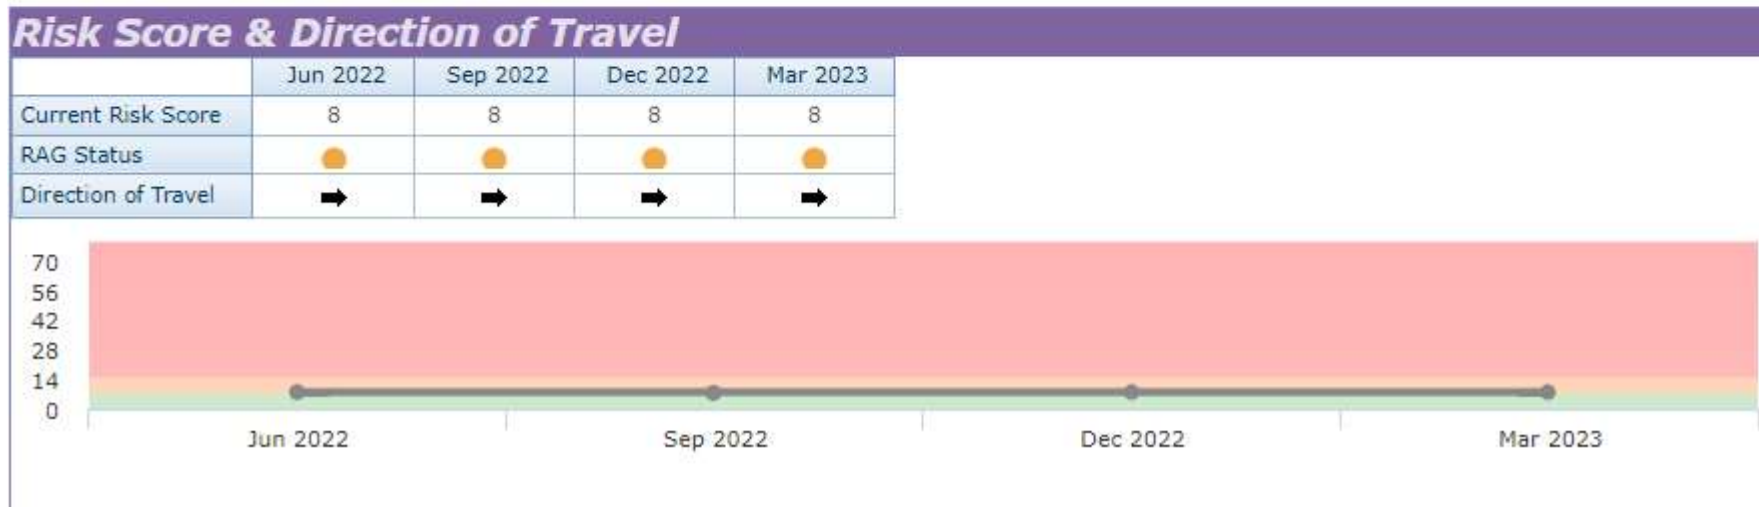 Risk Score & Direction of Travel
Jun 2022 Sep 2022 Dec 2022 Mar 2023
Current Risk Score 8 8 8 8
RAG Status
Direction of Travel
70
56
42
28
14
0
Jun 2022 Sep 2022 Dec 2022 Mar 2023